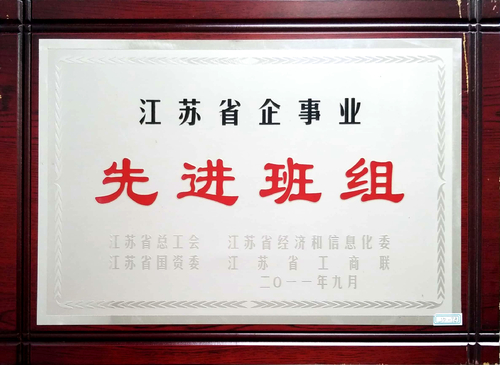 江苏省企事业
先进班组
江苏省总工会 江苏省经济和信息化委
江苏省国资委 江苏省工商联
二〇一一年九月